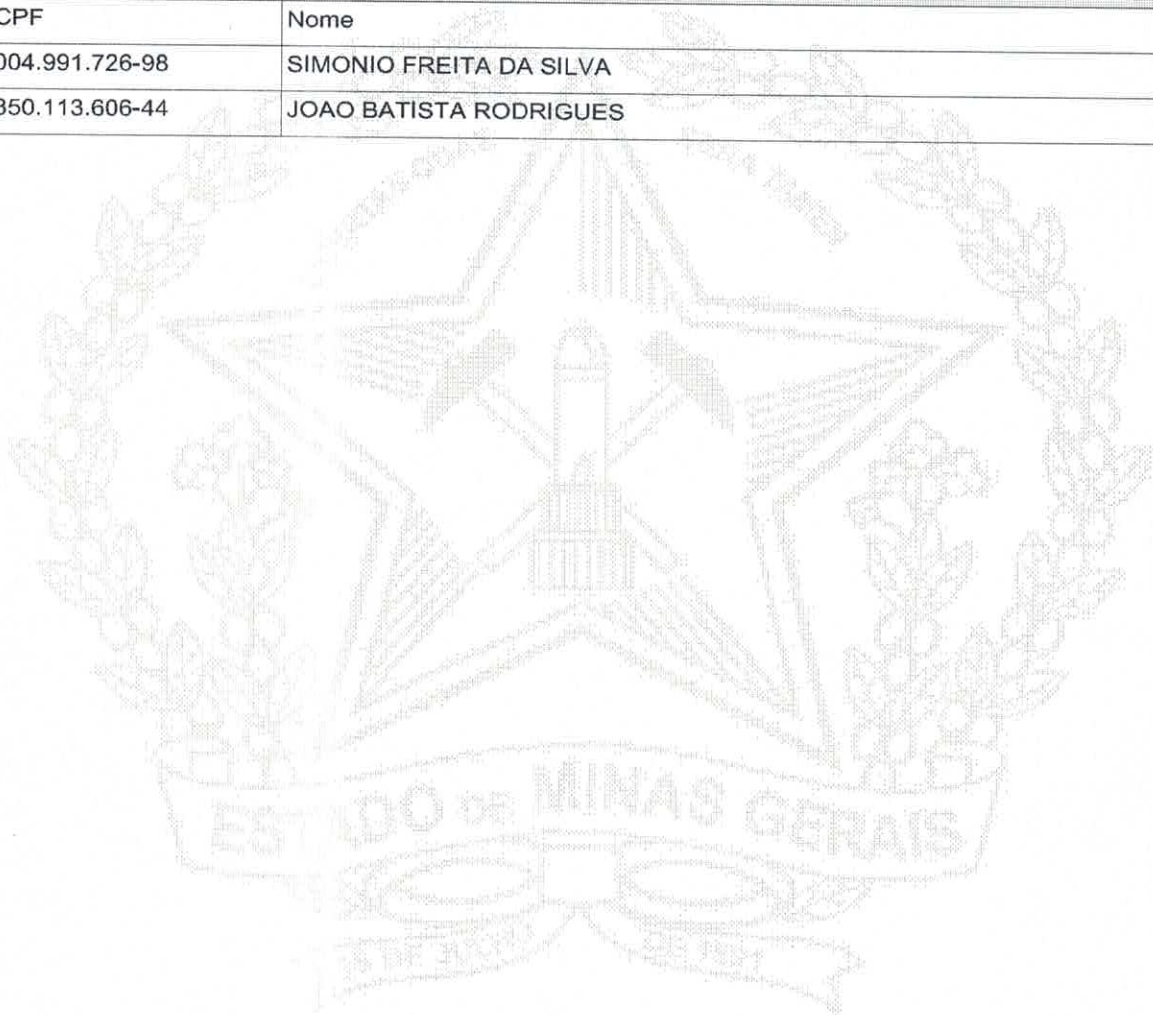 CPF Nome
004.991.726-98 SIMONIO FREITA DA SILVA
350.113.606-44 JOAO BATISTA RODRIGUES
ESTADO DE MINAS GERAIS